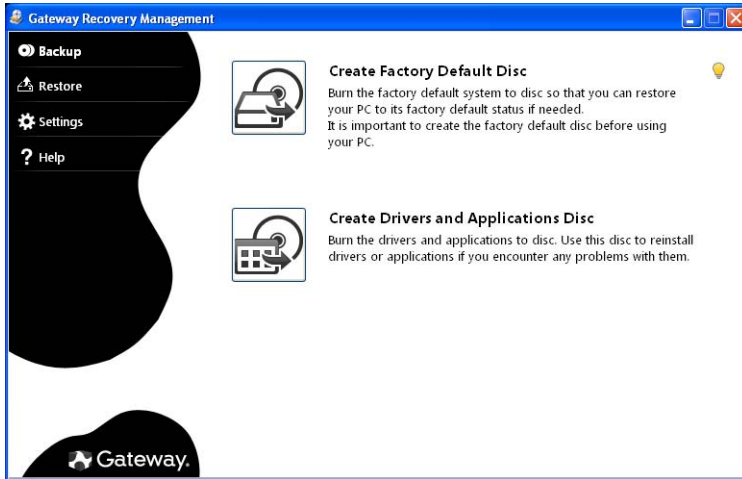 Gateway Recovery Management
Backup
Restore
Settings
? Help
Create Factory Default Disc
Burn the factory default system to disc so that you can restore
your PC to its factory default status if needed.
It is important to create the factory default disc before using
your PC.
Create Drivers and Applications Disc
Burn the drivers and applications to disc. Use this disc to reinstall
drivers or applications if you encounter any problems with them.
Gateway.